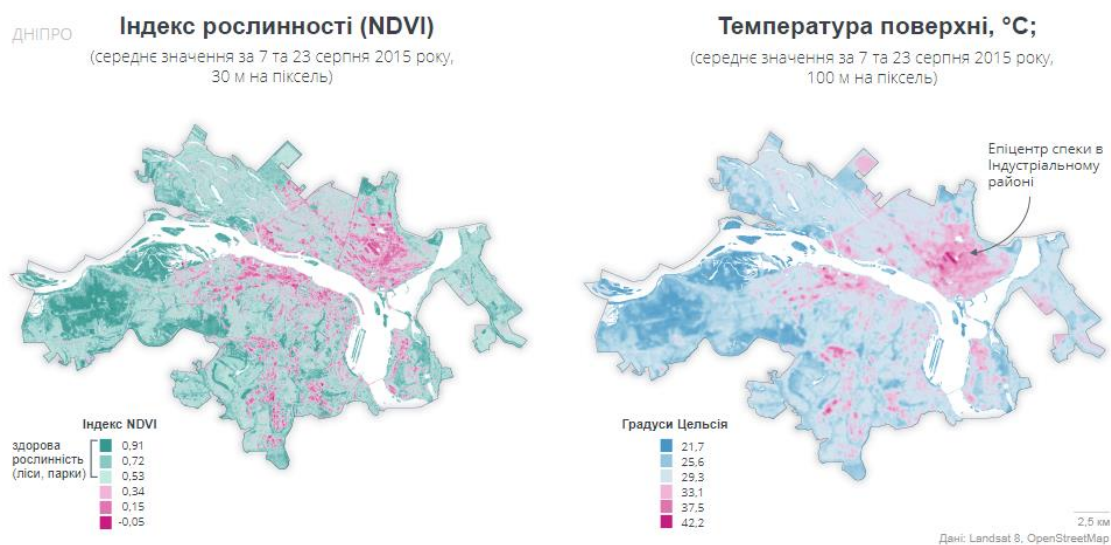 ДНІПРО
Індекс рослинності (NDVI)
(середнє значення за 7 та 23 серпня 2015 року,
30 м на піксель)
Температура поверхні, °C;
(середнє значення за 7 та 23 серпня 2015 року,
100 м на піксель)
Епіцентр спеки в
Індустріальному
районі
Індекс NDVI
здорова
рослинність
(ліси, парки)
0,91
0,72
0,53
0,34
0,15
-0,05
Градуси Цельсія
21,7
25,6
29,3
33,1
37,5
42,2
2,5 км
Дані: Landsat 8, OpenStreetMap